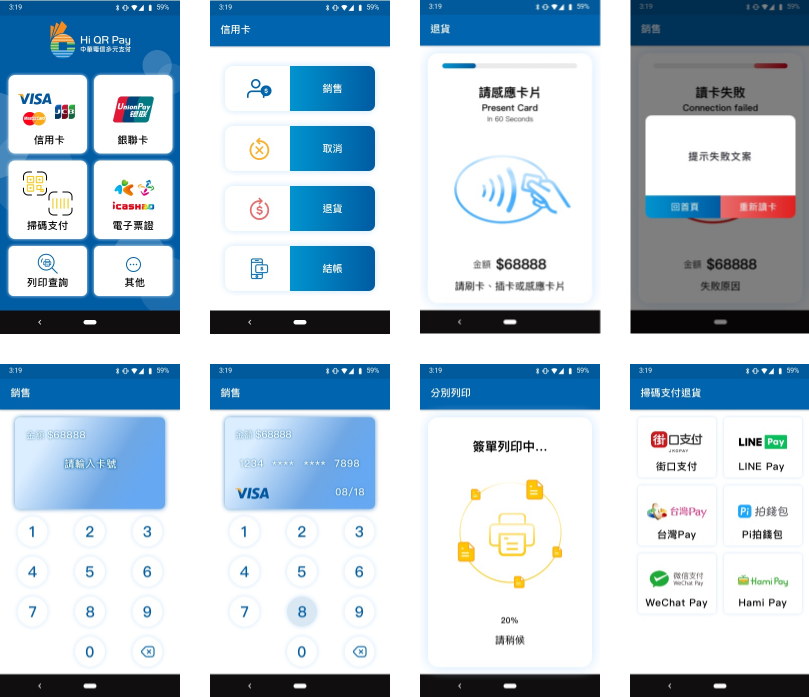 3:19
59%
Hi QR Pay
中華電信多元支付
VISA
MasterCard
JCB
信用卡
UnionPay
银联
銀聯卡
掃碼支付
icash2.0
電子票證
列印查詢
其他
3:19
59%
信用卡
銷售
取消
退貨
結帳
3:19
59%
退貨
請感應卡片
Present Card
In 60 Seconds
金額 $68888
請刷卡、插卡或感應卡片
3:19
59%
銷售
讀卡失敗
Connection failed
提示失敗文案
回首頁
重新讀卡
金額 $68888
失敗原因
3:19
59%
銷售
金額 $68888
請輸入卡號
1 2 3
4 5 6
7 8 9
0
3:19
59%
銷售
金額 $68888
1234 **** **** 7898
VISA
08/18
1 2 3
4 5 6
7 8 9
0
3:19
59%
分別列印
簽單列印中...
20%
請稍候
3:19
59%
掃碼支付退貨
街口支付
JKOPAY
街口支付
LINE Pay
LINE Pay
台灣Pay
台灣Pay
Pi 拍錢包
Pi拍錢包
微信支付
WeChat Pay
WeChat Pay
Hami Pay
Hami Pay